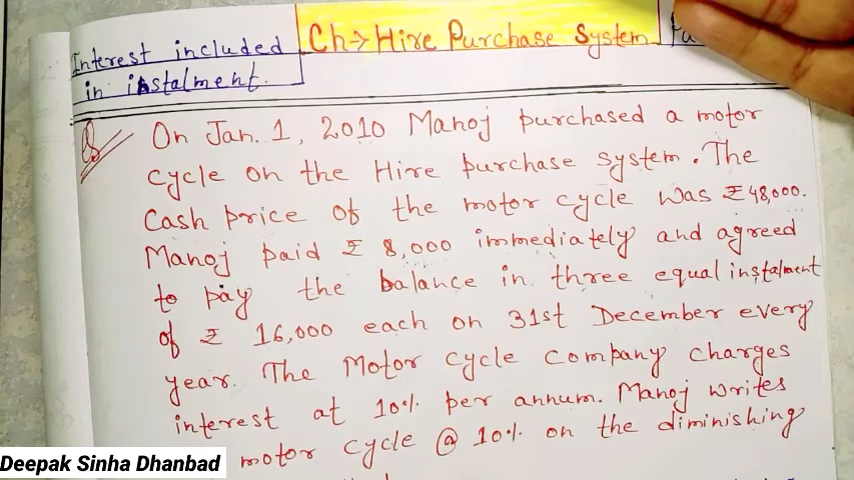 Interest included
in instalment.
Ch→Hire Purchase System
Q On Jan. 1, 2010 Manoj purchased a motor
cycle on the Hire purchase system. The
Cash price of the motor cycle was ₹48,000.
Manoj paid ₹ 8,000 immediately and agreed
to pay the balance in three equal instalment
of ₹ 16,000 each on 31st December every
year. The Motor cycle company charges
interest at 10% per annum. Manoj writes
motor cycle @ 10% on the diminishing
Deepak Sinha Dhanbad